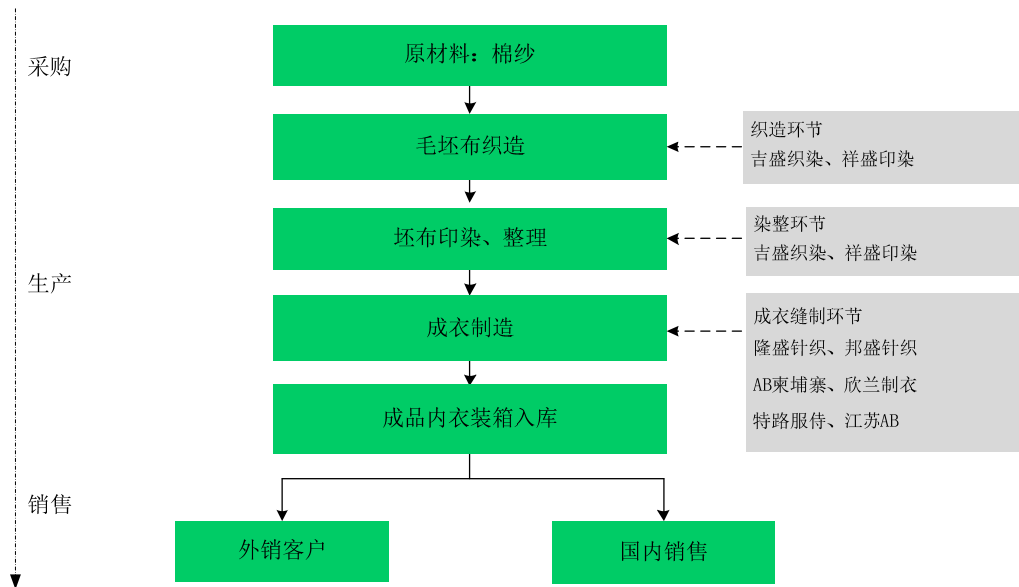 采购
原材料：棉纱
毛坯布织造
织造环节
吉盛织染、祥盛印染
坯布印染、整理
染整环节
吉盛织染、祥盛印染
生产
成衣制造
成衣缝制环节
隆盛针织、邦盛针织
AB柬埔寨、欣兰制衣
特路服侍、江苏AB
成品内衣装箱入库
销售
外销客户
国内销售